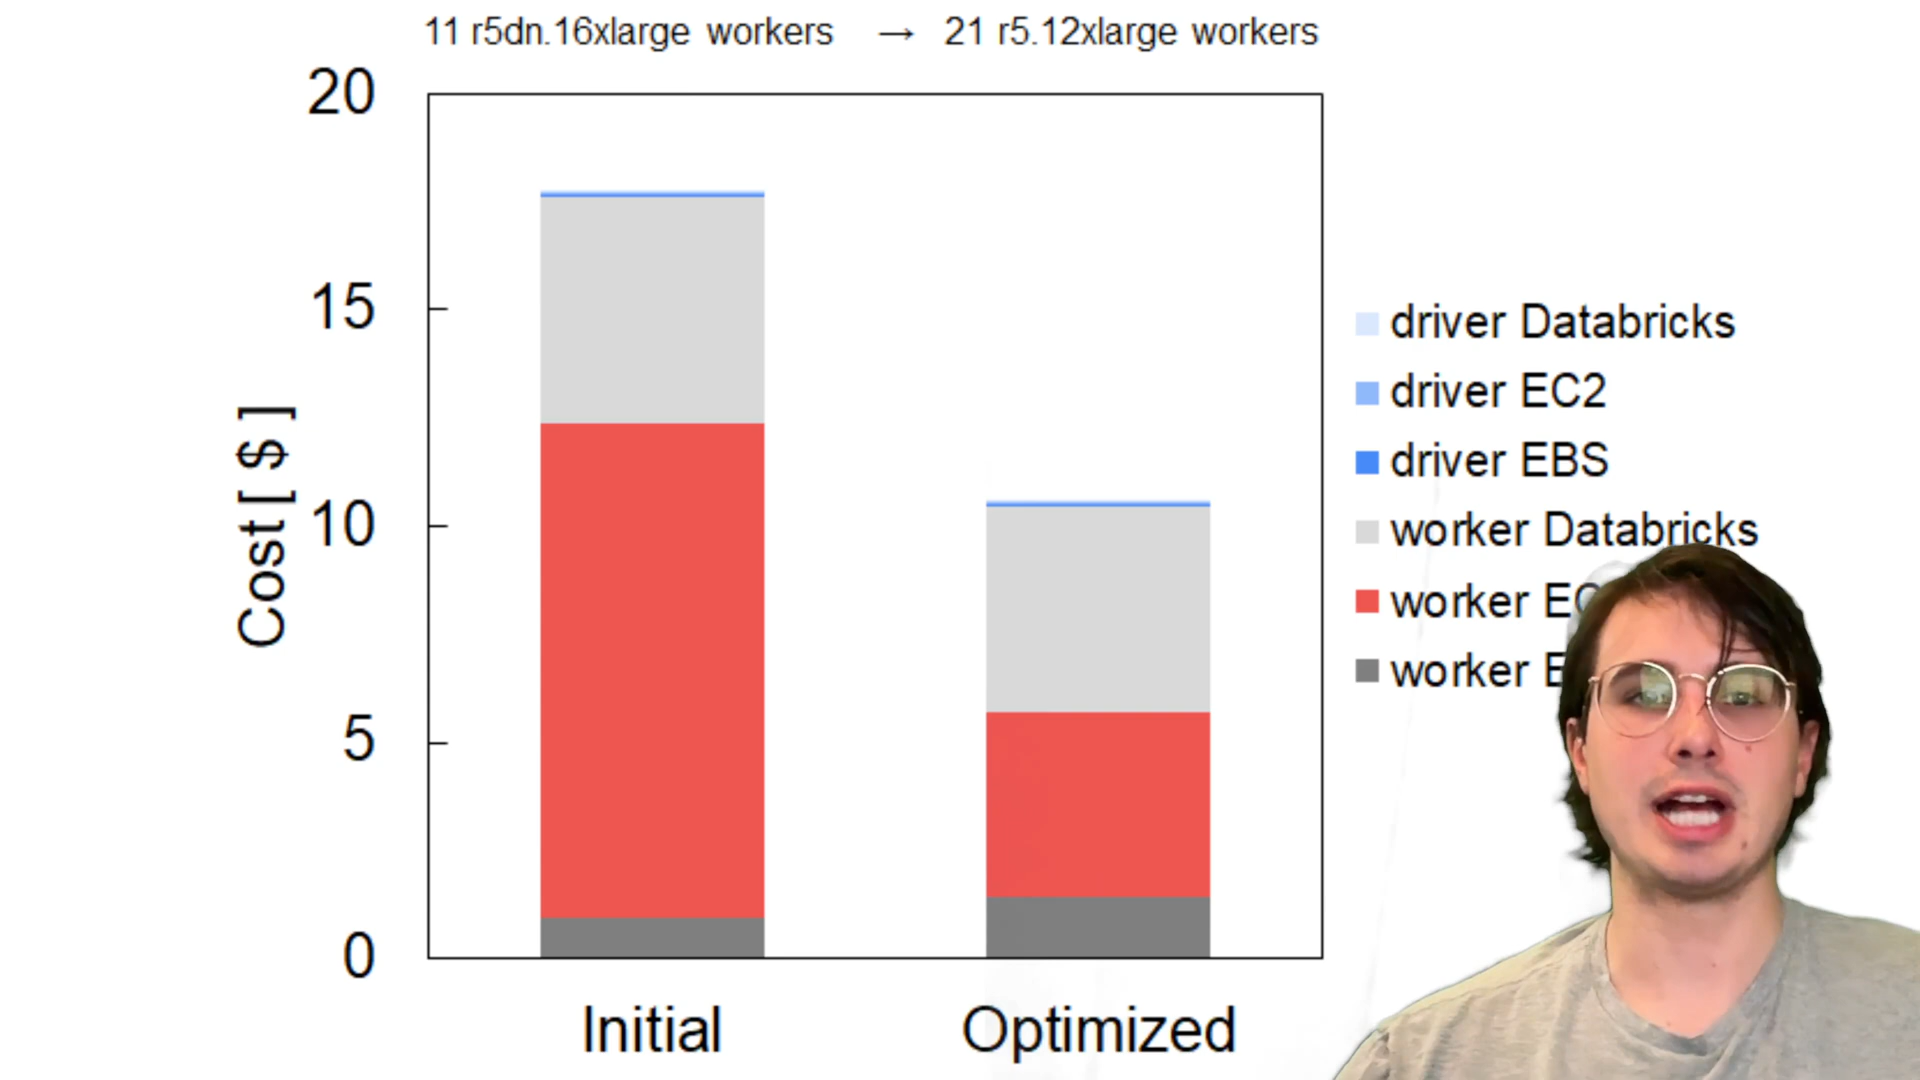 11 r5dn.16xlarge workers → 21 r5.12xlarge workers
20
15
10
5
0
Cost [ $ ]
Initial
Optimized
driver Databricks
driver EC2
driver EBS
worker Databricks
worker
worker